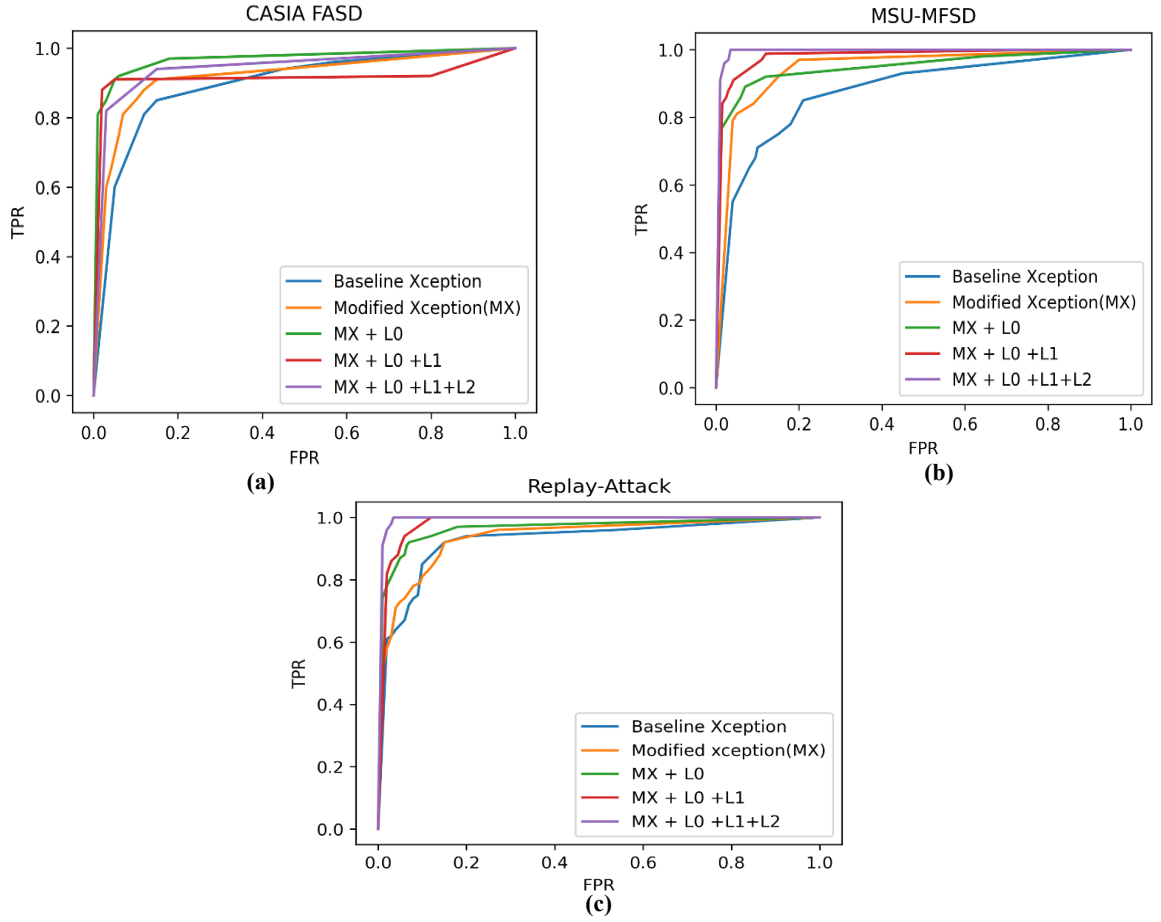 CASIA FASD
1.0
0.8
0.6
0.4
0.2
0.0
TPR
Baseline Xception
Modified Xception(MX)
MX + L0
MX + L0 +L1
MX + L0 +L1+L2
0.0 0.2 0.4 0.6 0.8 1.0
FPR
(a)
MSU-MFSD
1.0
0.8
0.6
0.4
0.2
0.0
TPR
Baseline Xception
Modified Xception(MX)
MX + L0
MX + L0 +L1
MX + L0 +L1+L2
0.0 0.2 0.4 0.6 0.8 1.0
FPR
(b)
Replay-Attack
1.0
0.8
0.6
0.4
0.2
0.0
TPR
Baseline Xception
Modified xception(MX)
MX + L0
MX + L0 +L1
MX + L0 +L1+L2
0.0 0.2 0.4 0.6 0.8 1.0
FPR
(c)